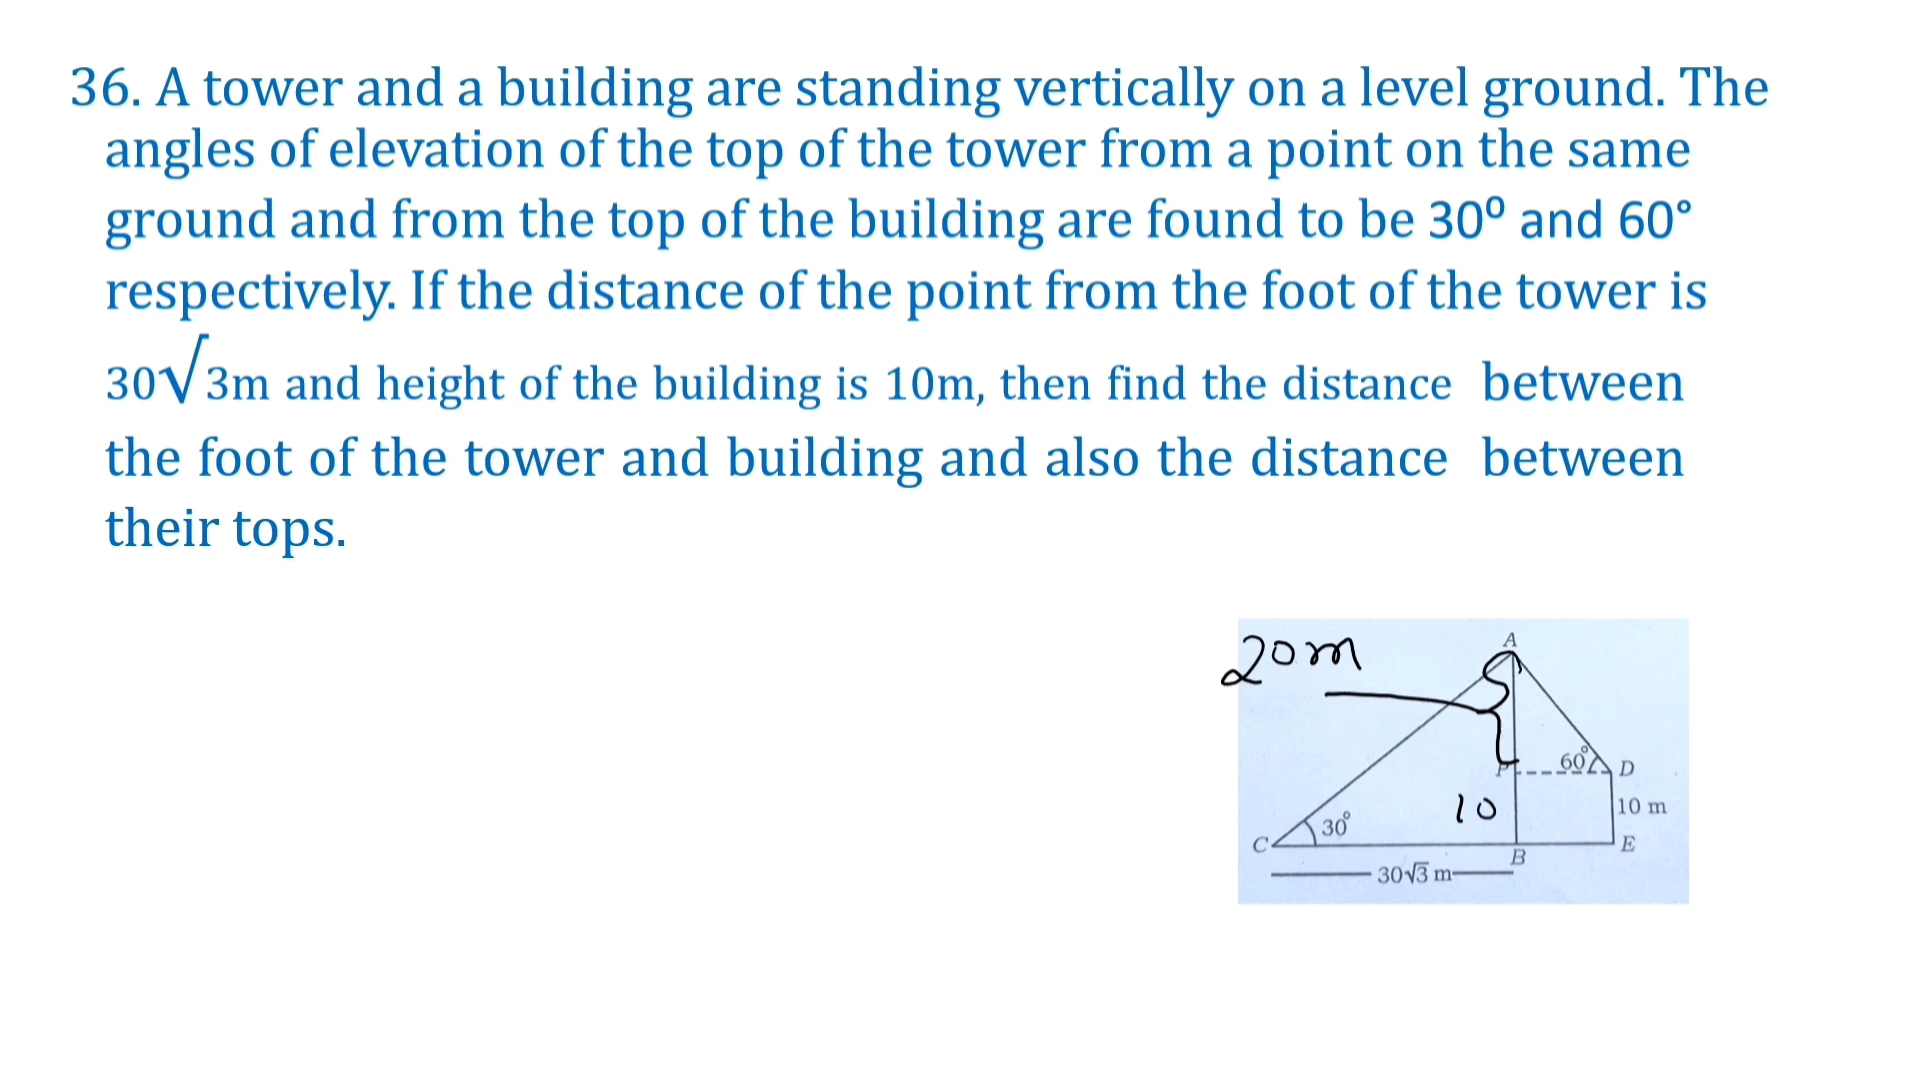 36. A tower and a building are standing vertically on a level ground. The
angles of elevation of the top of the tower from a point on the same
ground and from the top of the building are found to be 30⁰ and 60°
respectively. If the distance of the point from the foot of the tower is
30√3m and height of the building is 10m, then find the distance between
the foot of the tower and building and also the distance between
their tops.
20m
A
60°
P
D
10
10 m
30°
C
E
B
30√3 m